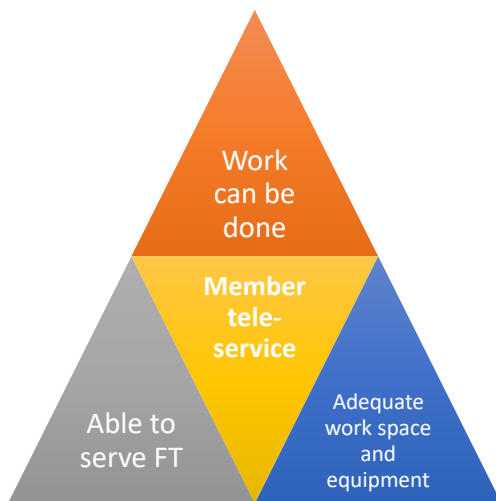 Work
can be
done
Member
tele-
service
Able to
serve FT
Adequate
work space
and
equipment